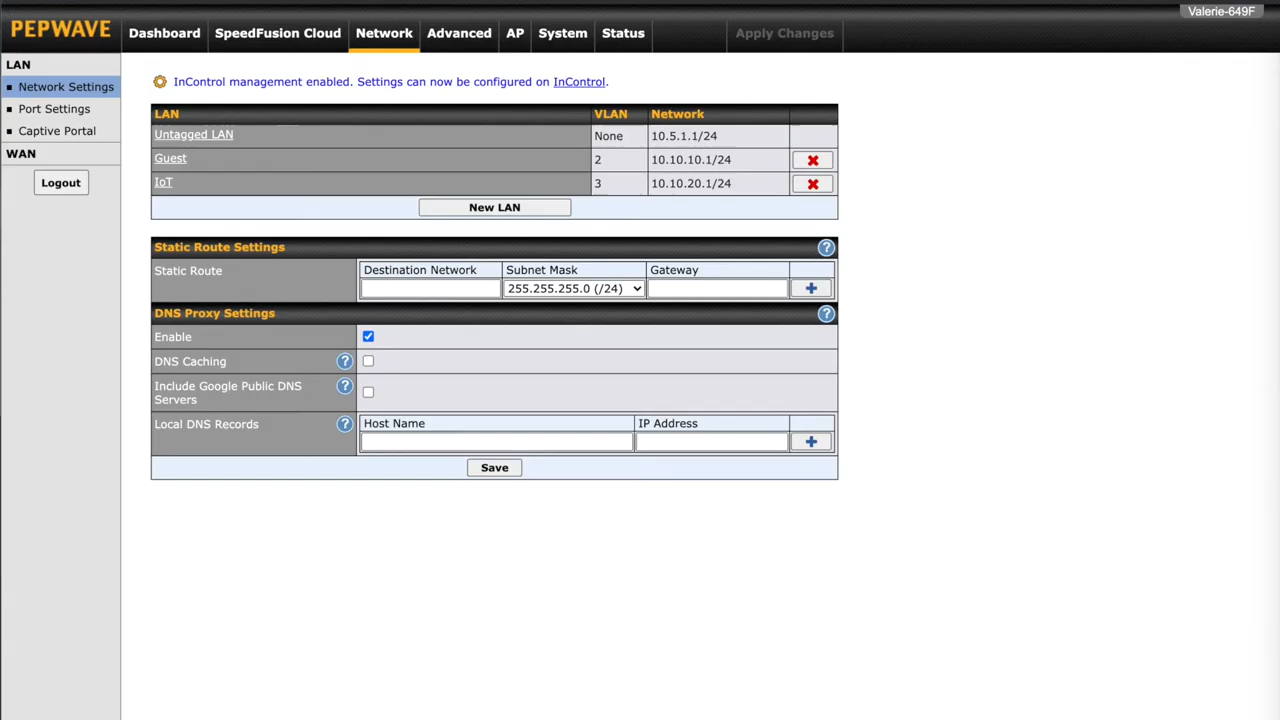 Valerie-649F
PEPWAVE Dashboard SpeedFusion Cloud Network Advanced AP System Status Apply Changes
LAN
Network Settings
Port Settings
Captive Portal
WAN
Logout
InControl management enabled. Settings can now be configured on InControl.
LAN VLAN Network
Untagged LAN None 10.5.1.1/24
Guest 2 10.10.10.1/24
IoT 3 10.10.20.1/24
New LAN
Static Route Settings
Static Route Destination Network Subnet Mask Gateway
255.255.255.0 (/24)
DNS Proxy Settings
Enable
DNS Caching
Include Google Public DNS
Servers
Local DNS Records Host Name IP Address
Save